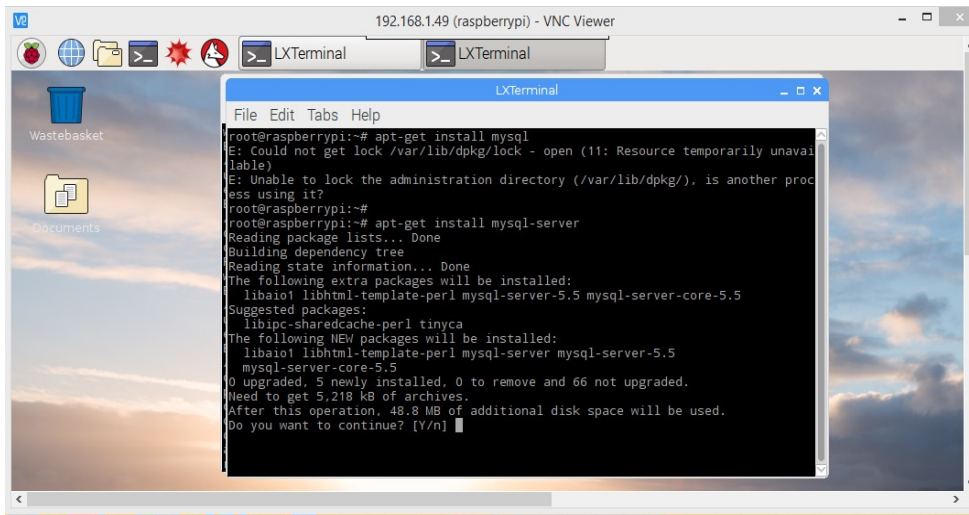 192.168.1.49 (raspberrypi) - VNC Viewer
LXTerminal
LXTerminal
Wastebasket
Documents
LXTerminal
File Edit Tabs Help
root@raspberrypi:~# apt-get install mysql
E: Could not get lock /var/lib/dpkg/lock - open (11: Resource temporarily unavai
lable)
E: Unable to lock the administration directory (/var/lib/dpkg/), is another proc
ess using it?
root@raspberrypi:~#
root@raspberrypi:~# apt-get install mysql-server
Reading package lists... Done
Building dependency tree
Reading state information... Done
The following extra packages will be installed:
libaio1 libhtml-template-perl mysql-server-5.5 mysql-server-core-5.5
Suggested packages:
libipc-sharedcache-perl tinyca
The following NEW packages will be installed:
libaio1 libhtml-template-perl mysql-server mysql-server-5.5
mysql-server-core-5.5
0 upgraded, 5 newly installed, 0 to remove and 66 not upgraded.
Need to get 5,218 kB of archives.
After this operation, 48.8 MB of additional disk space will be used.
Do you want to continue? [Y/n]